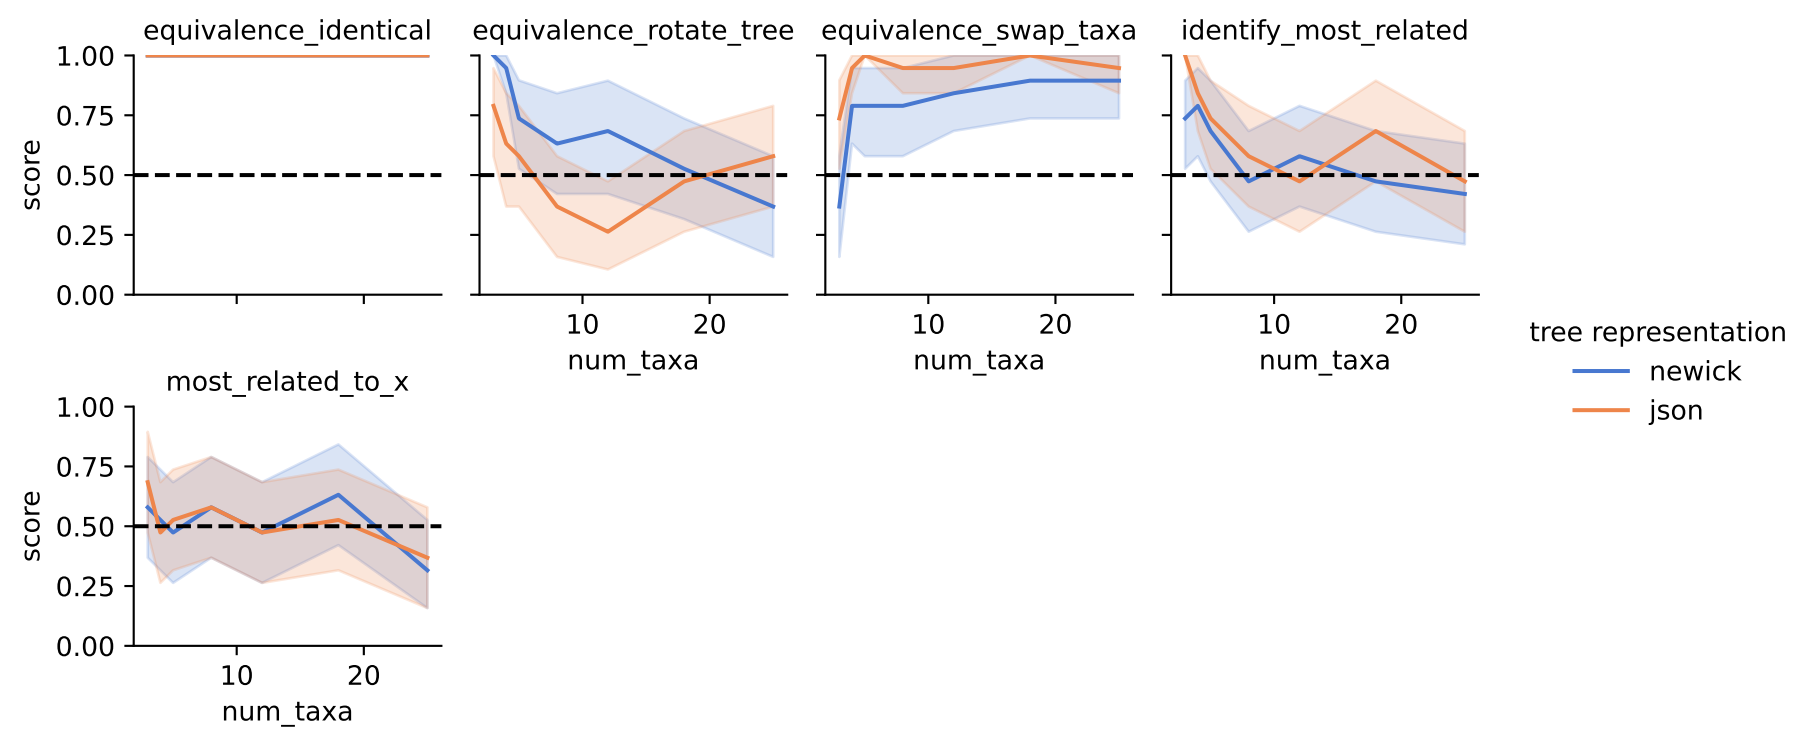 equivalence_identical
equivalence_rotate_tree
equivalence_swap_taxa
identify_most_related
score
1.00
0.75
0.50
0.25
0.00
10
20
num_taxa
10
20
num_taxa
10
20
num_taxa
most_related_to_x
score
1.00
0.75
0.50
0.25
0.00
10
20
num_taxa
tree representation
newick
json